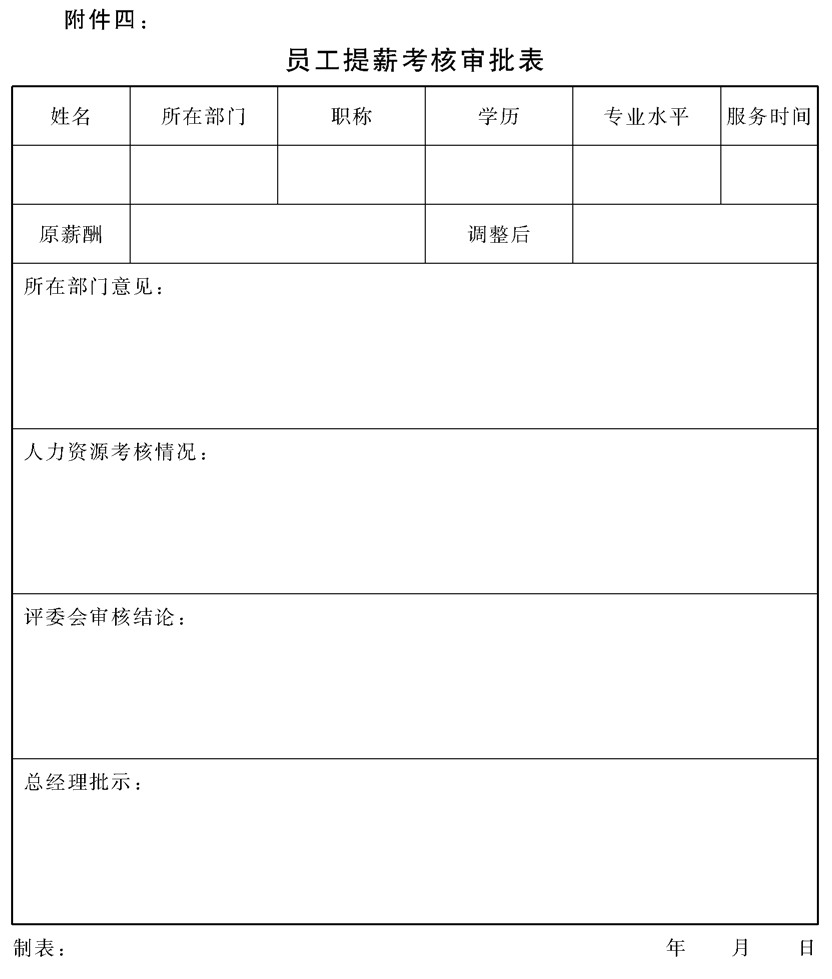 附件四：
员工提薪考核审批表
姓名 所在部门 职称 学历 专业水平 服务时间
原薪酬 调整后
所在部门意见：
人力资源考核情况：
评委会审核结论：
总经理批示：
制表： 年 月 日